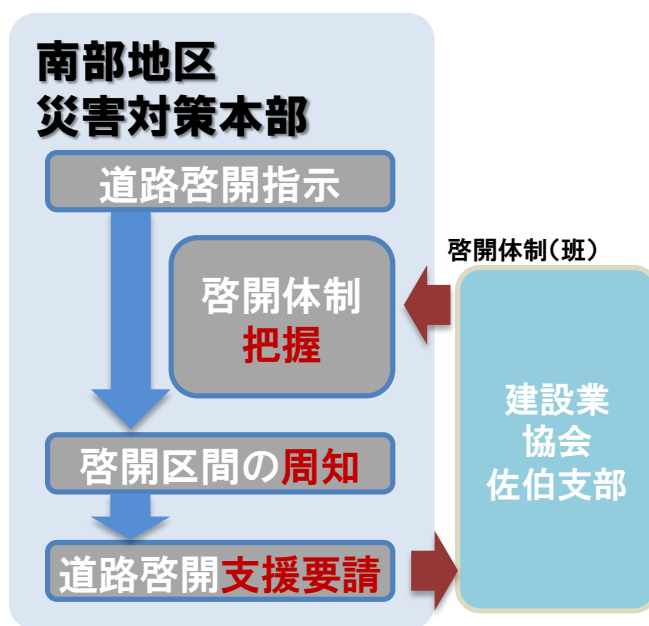 南部地区
災害対策本部
道路啓開指示
啓開体制(班)
啓開体制
把握
建設業
協会
佐伯支部
啓開区間の周知
道路啓開支援要請